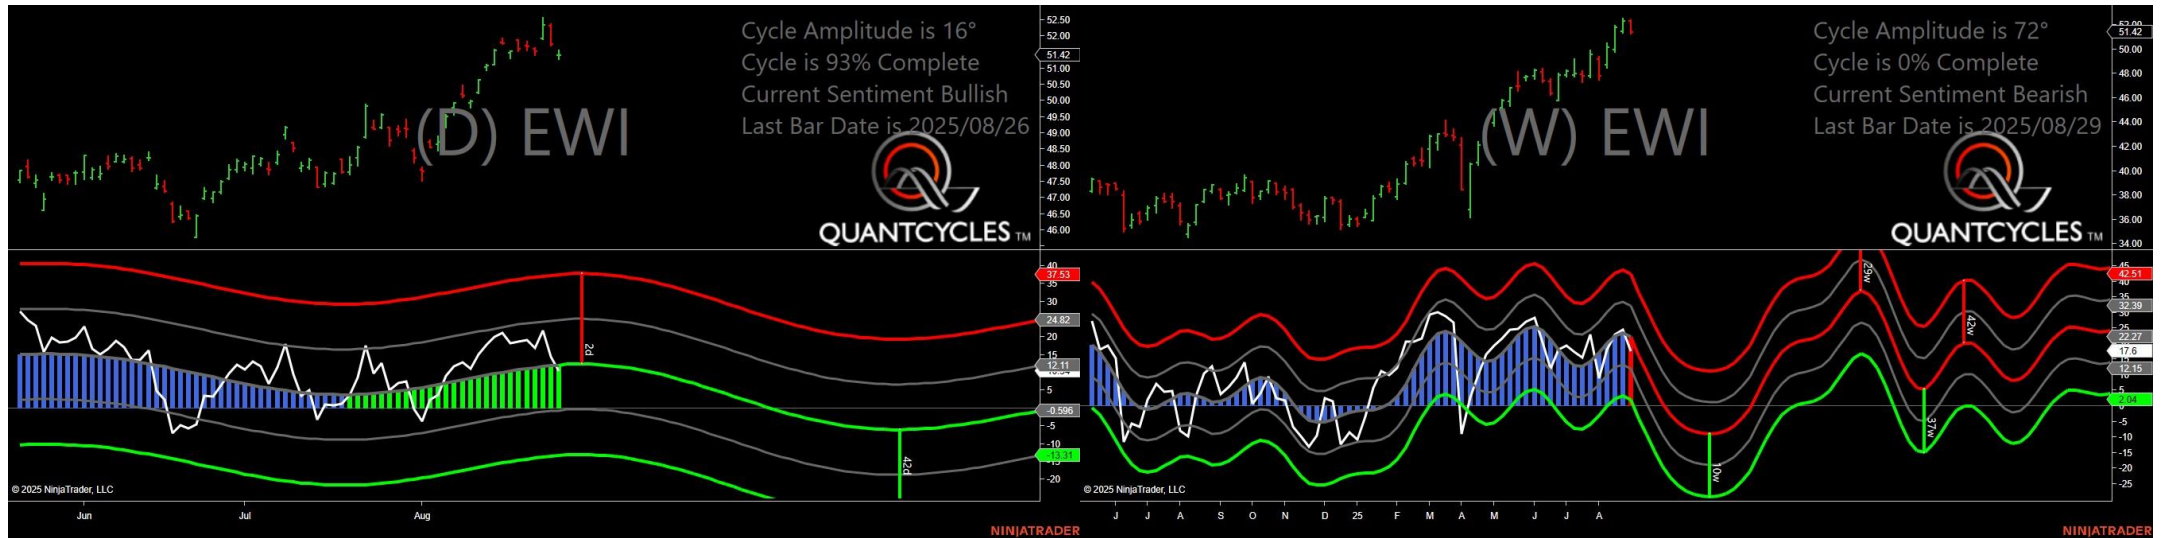 Cycle Amplitude is 16°
Cycle is 93% Complete
Current Sentiment Bullish
Last Bar Date is 2025/08/26
(D) EWI
QUANTCYCLES TM
52.50
52.00
51.42
51.00
50.50
50.00
49.50
49.00
48.50
48.00
47.50
47.00
46.50
46.00
40
37.53
35
30
24.82
20
15
12.11
5
-0.596
-5
-10
-13.31
-20
2d
42d
© 2025 NinjaTrader, LLC
Jun
Jul
Aug
NINJATRADER
Cycle Amplitude is 72°
Cycle is 0% Complete
Current Sentiment Bearish
Last Bar Date is 2025/08/29
(W) EWI
QUANTCYCLES TM
52.00
51.42
50.00
48.00
46.00
44.00
42.00
40.00
38.00
36.00
34.00
45
42.51
40
35
32.39
30
25
22.27
17.6
12.15
5
2.04
0
-5
-10
-15
-20
-25
29w
42w
37w
10w
© 2025 NinjaTrader, LLC
J
J
A
S
O
N
D
25
F
M
A
M
J
J
A
NINJATRADER